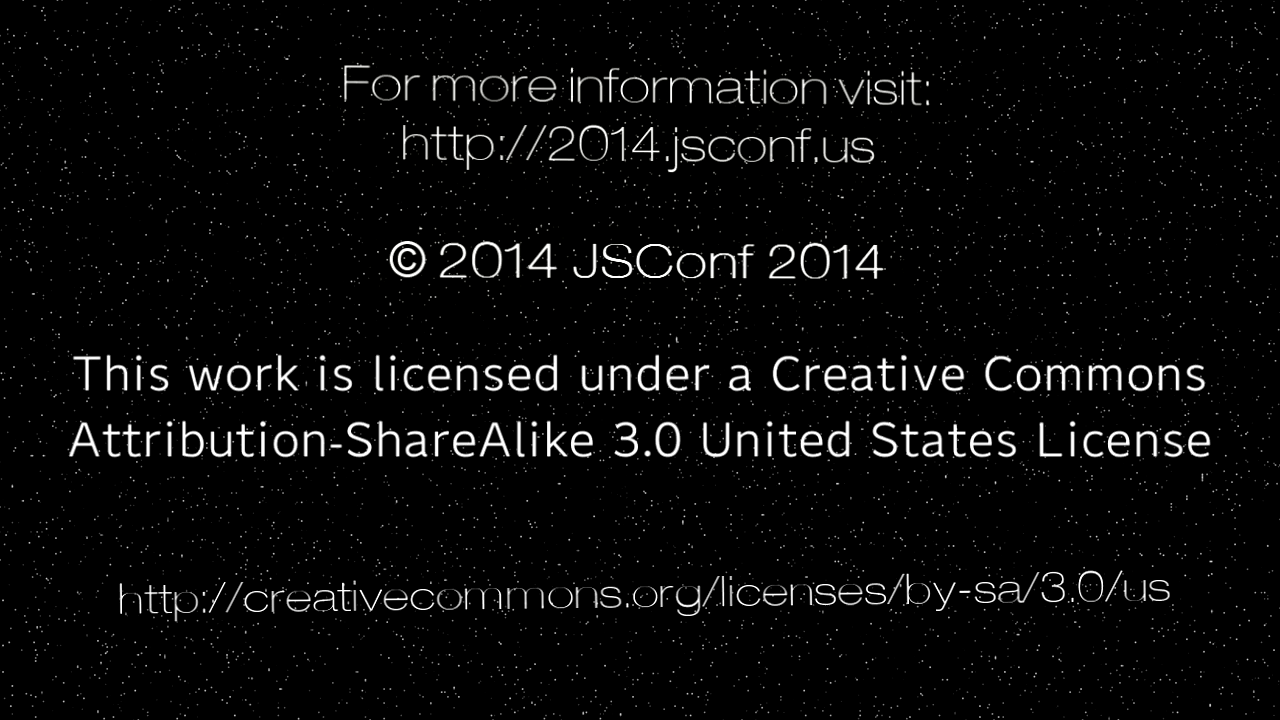 For more information visit:
http://2014.jsconf.us
© 2014 JSConf 2014
This work is licensed under a Creative Commons
Attribution-ShareAlike 3.0 United States License
http://creativecommons.org/licenses/by-sa/3.0/us